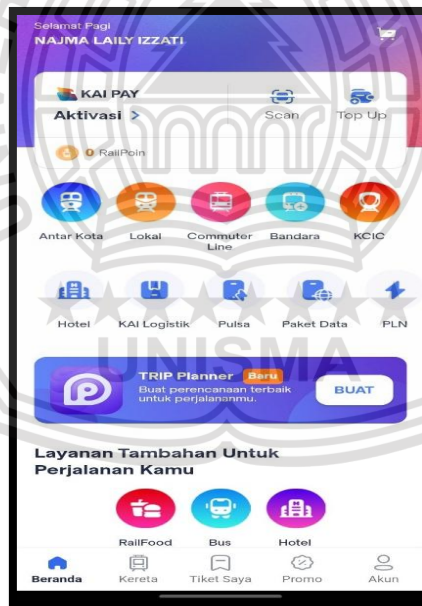 Selamat Pagi
NAJMA LAILY IZZATI
KAI PAY
Aktivasi >
Scan
Top Up
0 RailPoin
Antar Kota
Lokal
Commuter
Line
Bandara
KCIC
Hotel
KAI Logistik
Pulsa
Paket Data
PLN
UNISMA
TRIP Planner
Baru
Buat perencanaan terbaik
untuk perjalananmu.
BUAT
Layanan Tambahan Untuk
Perjalanan Kamu
RailFood
Bus
Hotel
Beranda
Kereta
Tiket Saya
Promo
Akun